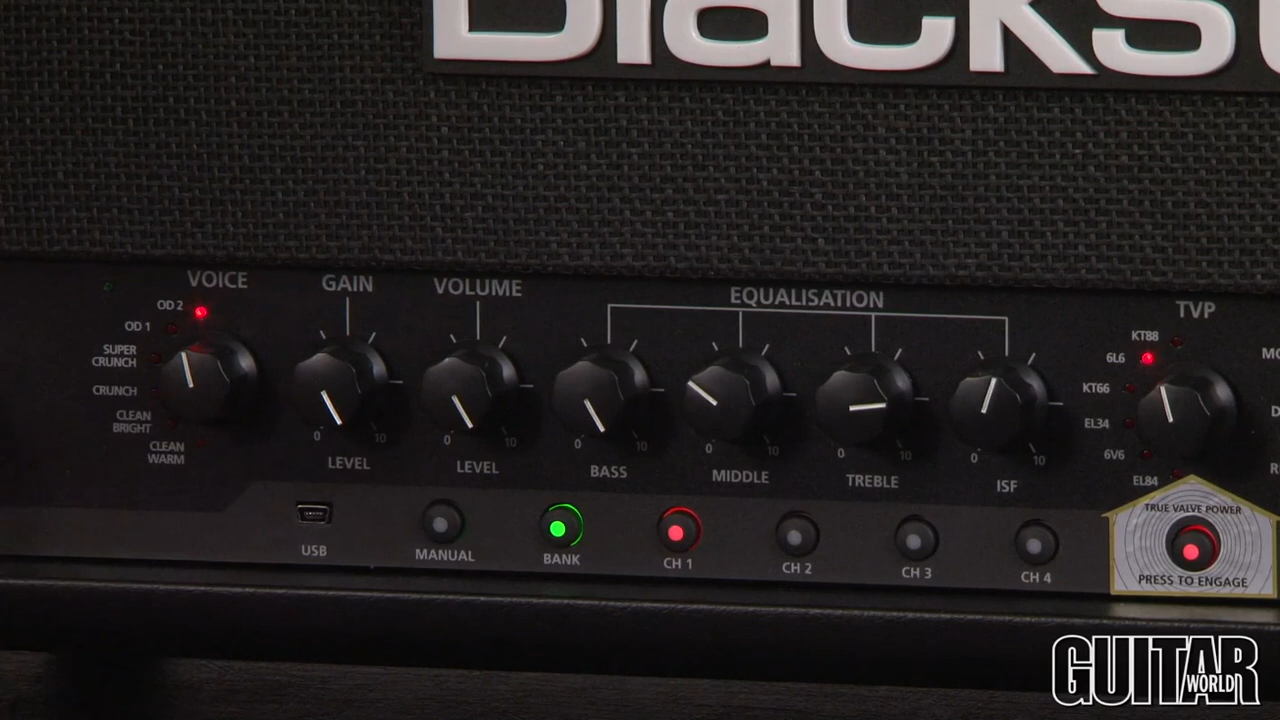 VOICE
GAIN
VOLUME
EQUALISATION
TVP
OD 2
OD 1
SUPER
CRUNCH
CRUNCH
CLEAN
BRIGHT
CLEAN
WARM
0 10
LEVEL
0 10
LEVEL
0 10
BASS
0 10
MIDDLE
0 10
TREBLE
0 10
ISF
KT88
6L6
KT66
EL34
6V6
EL84
USB
MANUAL
BANK
CH 1
CH 2
CH 3
CH 4
TRUE VALVE POWER
PRESS TO ENGAGE
GUITAR
WORLD